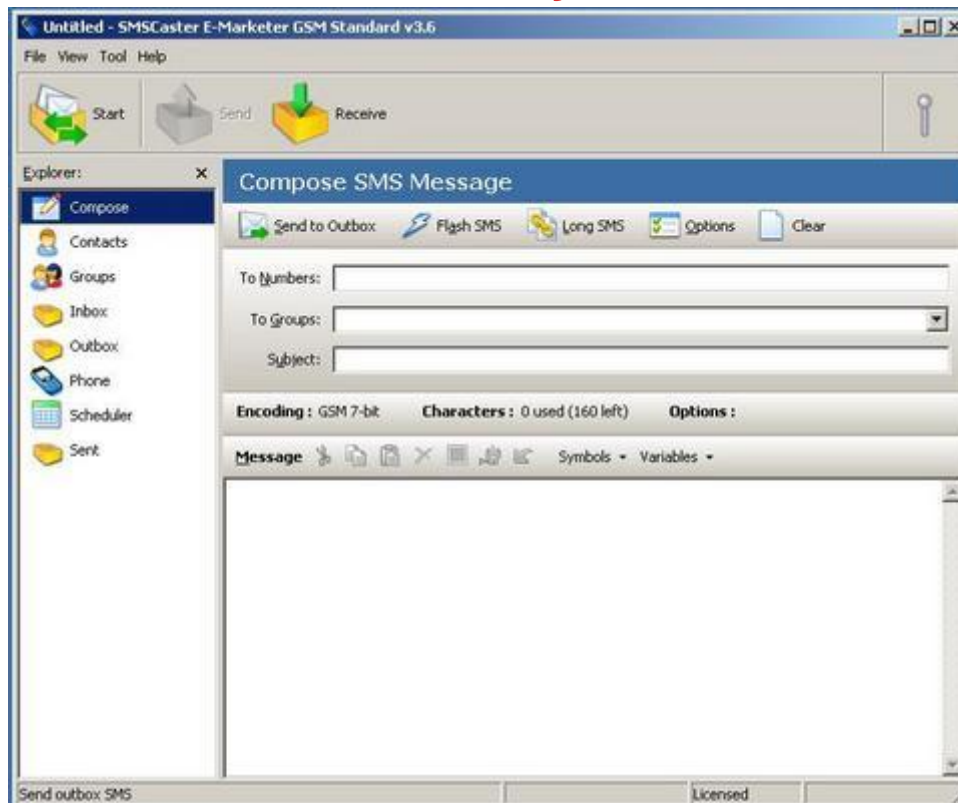 Untitled - SMSCaster E-Marketer GSM Standard v3.6
File View Tool Help
Start Send Receive
Explorer:
Compose SMS Message
Compose
Send to Outbox Flash SMS Long SMS Options Clear
Contacts
Groups
To Numbers:
Inbox
To Groups:
Outbox
Subject:
Phone
Scheduler
Encoding : GSM 7-bit Characters : 0 used (160 left) Options :
Sent
Message Symbols Variables
Send outbox SMS Licensed